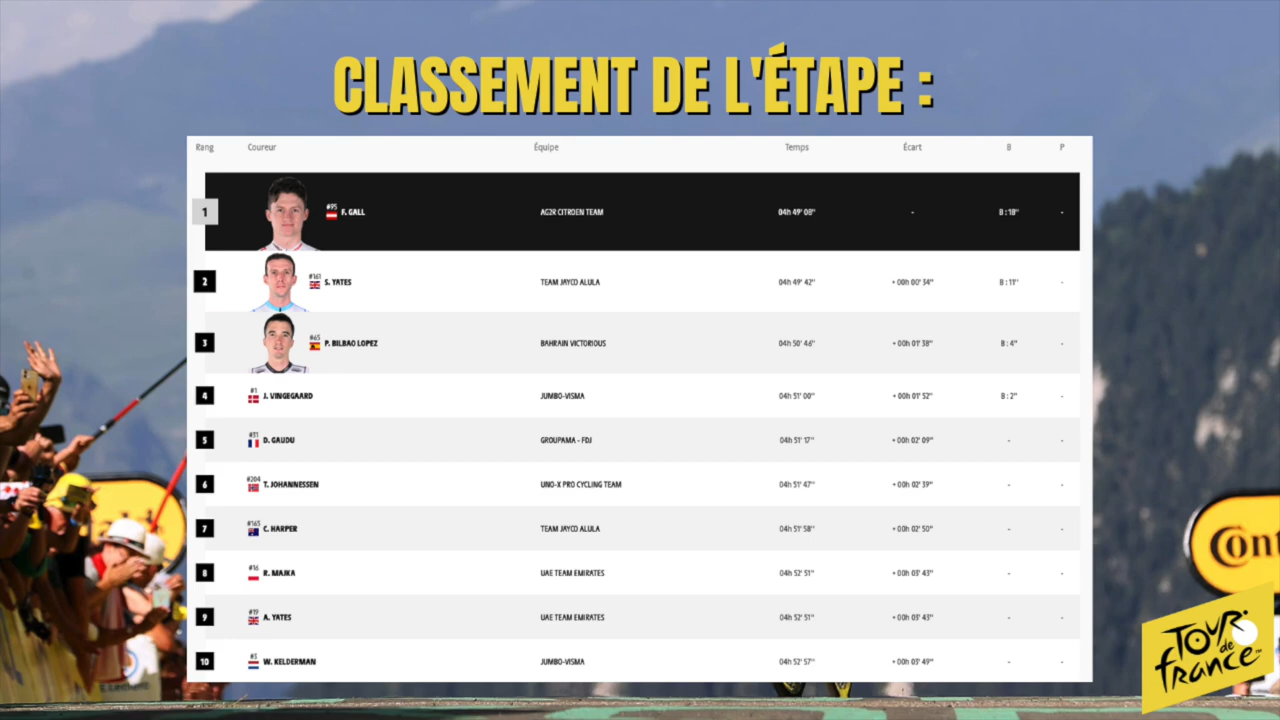 CLASSEMENT DE L'ÉTAPE :
Rang Coureur Équipe Temps Écart B P
1 #95 F. GALL AG2R CITROEN TEAM 04h 49' 08'' - B : 18'' -
2 #161 S. YATES TEAM JAYCO ALULA 04h 49' 42'' + 00h 00' 34'' B : 11'' -
3 #65 P. BILBAO LOPEZ BAHRAIN VICTORIOUS 04h 50' 46'' + 00h 01' 38'' B : 4'' -
4 #1 J. VINGEGAARD JUMBO-VISMA 04h 51' 00'' + 00h 01' 52'' B : 2'' -
5 #31 D. GAUDU GROUPAMA - FDJ 04h 51' 17'' + 00h 02' 09'' - -
6 #204 T. JOHANNESSEN UNO-X PRO CYCLING TEAM 04h 51' 47'' + 00h 02' 39'' - -
7 #165 C. HARPER TEAM JAYCO ALULA 04h 51' 58'' + 00h 02' 50'' - -
8 #16 R. MAJKA UAE TEAM EMIRATES 04h 52' 51'' + 00h 03' 43'' - -
9 #19 A. YATES UAE TEAM EMIRATES 04h 52' 51'' + 00h 03' 43'' - -
10 #5 W. KELDERMAN JUMBO-VISMA 04h 52' 57'' + 00h 03' 49'' - -
Cont
TOUR
de
france